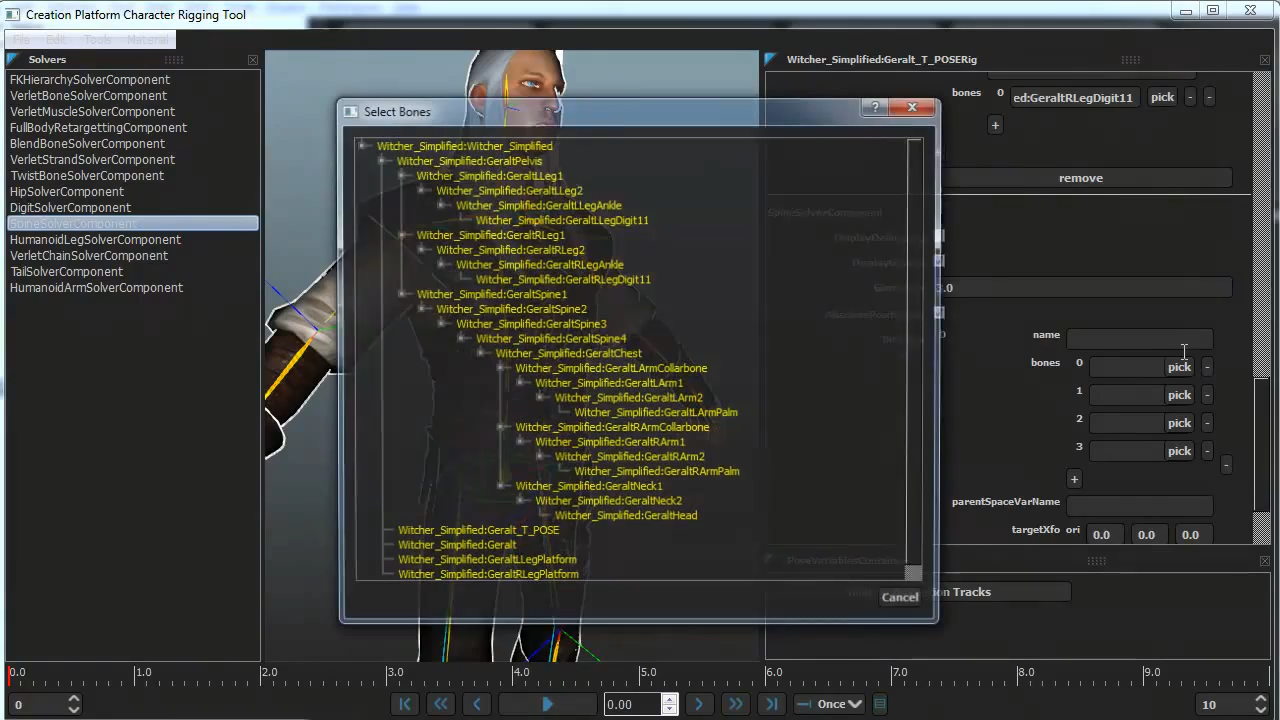 Creation Platform Character Rigging Tool
File Edit Tools Material
Solvers
FKHierarchySolverComponent
VerletBoneSolverComponent
VerletMuscleSolverComponent
FullBodyRetargettingComponent
BlendBoneSolverComponent
VerletStrandSolverComponent
TwistBoneSolverComponent
HipSolverComponent
DigitSolverComponent
SpineSolverComponent
HumanoidLegSolverComponent
VerletChainSolverComponent
TailSolverComponent
HumanoidArmSolverComponent
Select Bones
Witcher_Simplified:Witcher_Simplified
Witcher_Simplified:GeraltPelvis
Witcher_Simplified:GeraltLLeg1
Witcher_Simplified:GeraltLLeg2
Witcher_Simplified:GeraltLLegAnkle
Witcher_Simplified:GeraltLLegDigit11
Witcher_Simplified:GeraltRLeg1
Witcher_Simplified:GeraltRLeg2
Witcher_Simplified:GeraltRLegAnkle
Witcher_Simplified:GeraltRLegDigit11
Witcher_Simplified:GeraltSpine1
Witcher_Simplified:GeraltSpine2
Witcher_Simplified:GeraltSpine3
Witcher_Simplified:GeraltSpine4
Witcher_Simplified:GeraltChest
Witcher_Simplified:GeraltLArmCollarbone
Witcher_Simplified:GeraltLArm1
Witcher_Simplified:GeraltLArm2
Witcher_Simplified:GeraltLArmPalm
Witcher_Simplified:GeraltRArmCollarbone
Witcher_Simplified:GeraltRArm1
Witcher_Simplified:GeraltRArm2
Witcher_Simplified:GeraltRArmPalm
Witcher_Simplified:GeraltNeck1
Witcher_Simplified:GeraltNeck2
Witcher_Simplified:GeraltHead
Witcher_Simplified:Geralt_T_POSE
Witcher_Simplified:Geralt
Witcher_Simplified:GeraltLLegPlatform
Witcher_Simplified:GeraltRLegPlatform
Cancel
Witcher_Simplified:Geralt_T_POSERig
bones 0 ed:GeraltRLegDigit11 pick - -
+
remove
SpineSolverComponent
3.0
name
bones 0 pick -
1 pick -
2 pick -
3 pick -
-
+
parentSpaceVarName
targetXfo ori 0.0 0.0 0.0
PoseVariablesContainer
Tracks
0.0 1.0 2.0 3.0 4.0 5.0 6.0 7.0 8.0 9.0
0 0.00 Once 10